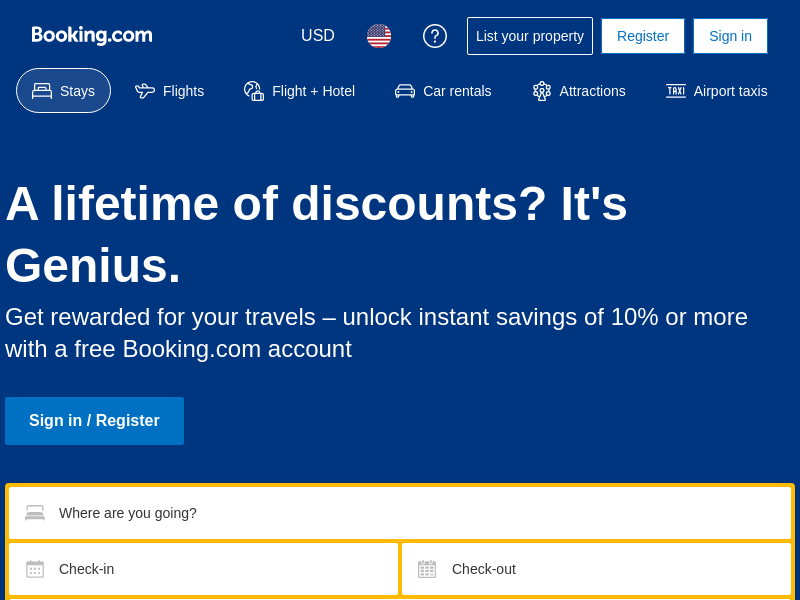 Booking.com
USD
List your property
Register
Sign in
Stays
Flights
Flight + Hotel
Car rentals
Attractions
TAXI
Airport taxis
A lifetime of discounts? It's
Genius.
Get rewarded for your travels – unlock instant savings of 10% or more
with a free Booking.com account
Sign in / Register
Where are you going?
Check-in
Check-out